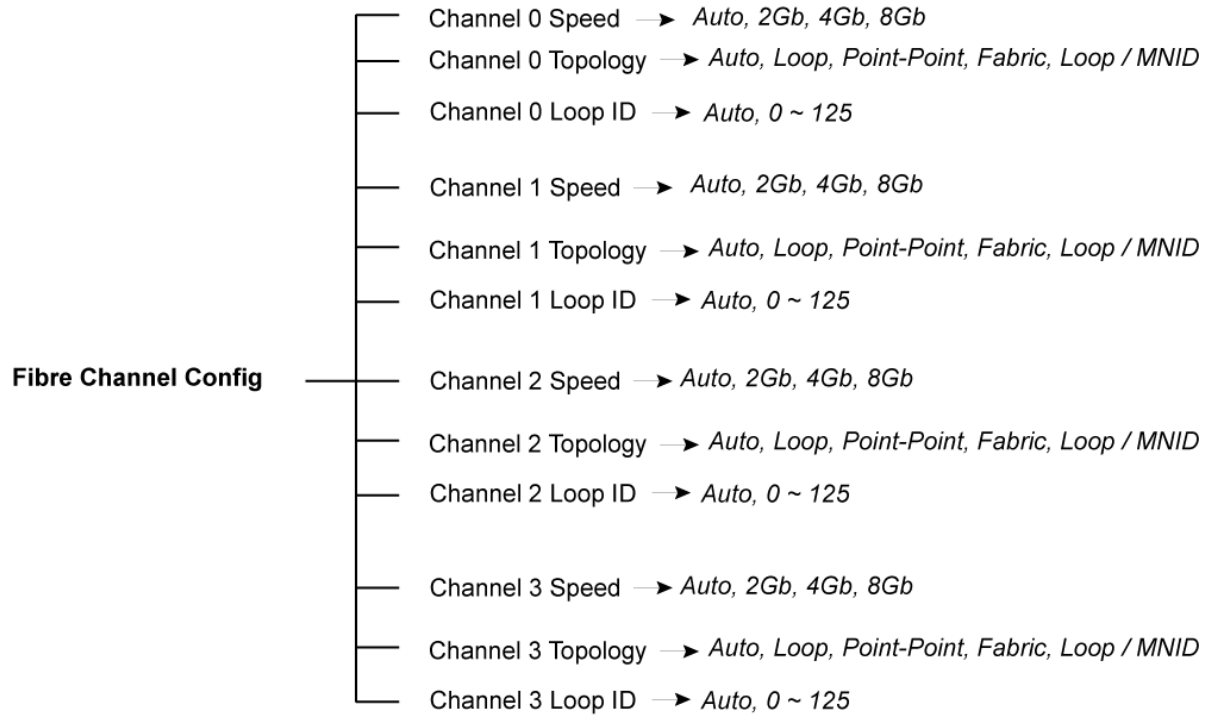 Channel 0 Speed Auto, 2Gb, 4Gb, 8Gb
Channel 0 Topology Auto, Loop, Point-Point, Fabric, Loop / MNID
Channel 0 Loop ID Auto, 0 ~ 125
Channel 1 Speed Auto, 2Gb, 4Gb, 8Gb
Channel 1 Topology Auto, Loop, Point-Point, Fabric, Loop / MNID
Channel 1 Loop ID Auto, 0 ~ 125
Fibre Channel Config
Channel 2 Speed Auto, 2Gb, 4Gb, 8Gb
Channel 2 Topology Auto, Loop, Point-Point, Fabric, Loop / MNID
Channel 2 Loop ID Auto, 0 ~ 125
Channel 3 Speed Auto, 2Gb, 4Gb, 8Gb
Channel 3 Topology Auto, Loop, Point-Point, Fabric, Loop / MNID
Channel 3 Loop ID Auto, 0 ~ 125